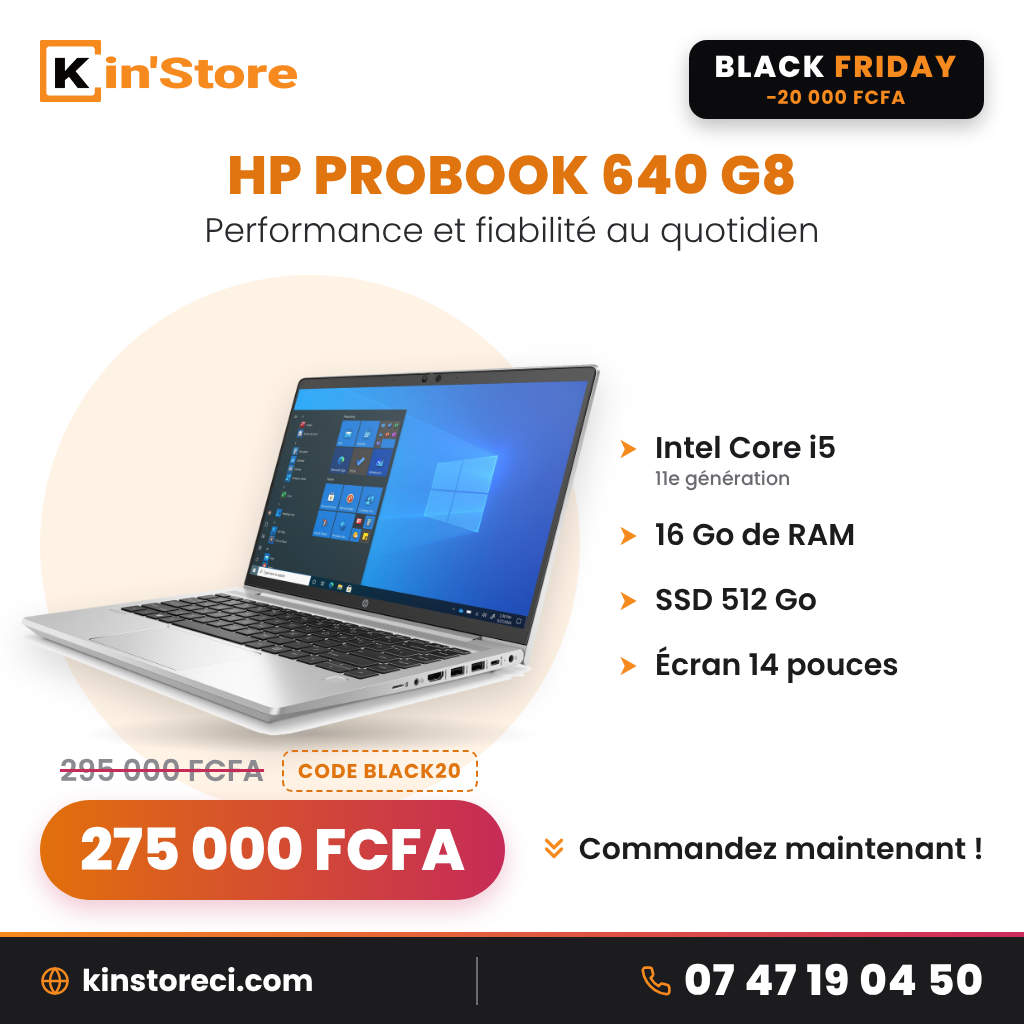 Kin'Store
BLACK FRIDAY
-20 000 FCFA
HP PROBOOK 640 G8
Performance et fiabilité au quotidien
Intel Core i5
11e génération
16 Go de RAM
SSD 512 Go
Écran 14 pouces
295 000 FCFA
CODE BLACK20
275 000 FCFA
Commandez maintenant !
kinstoreci.com
07 47 19 04 50